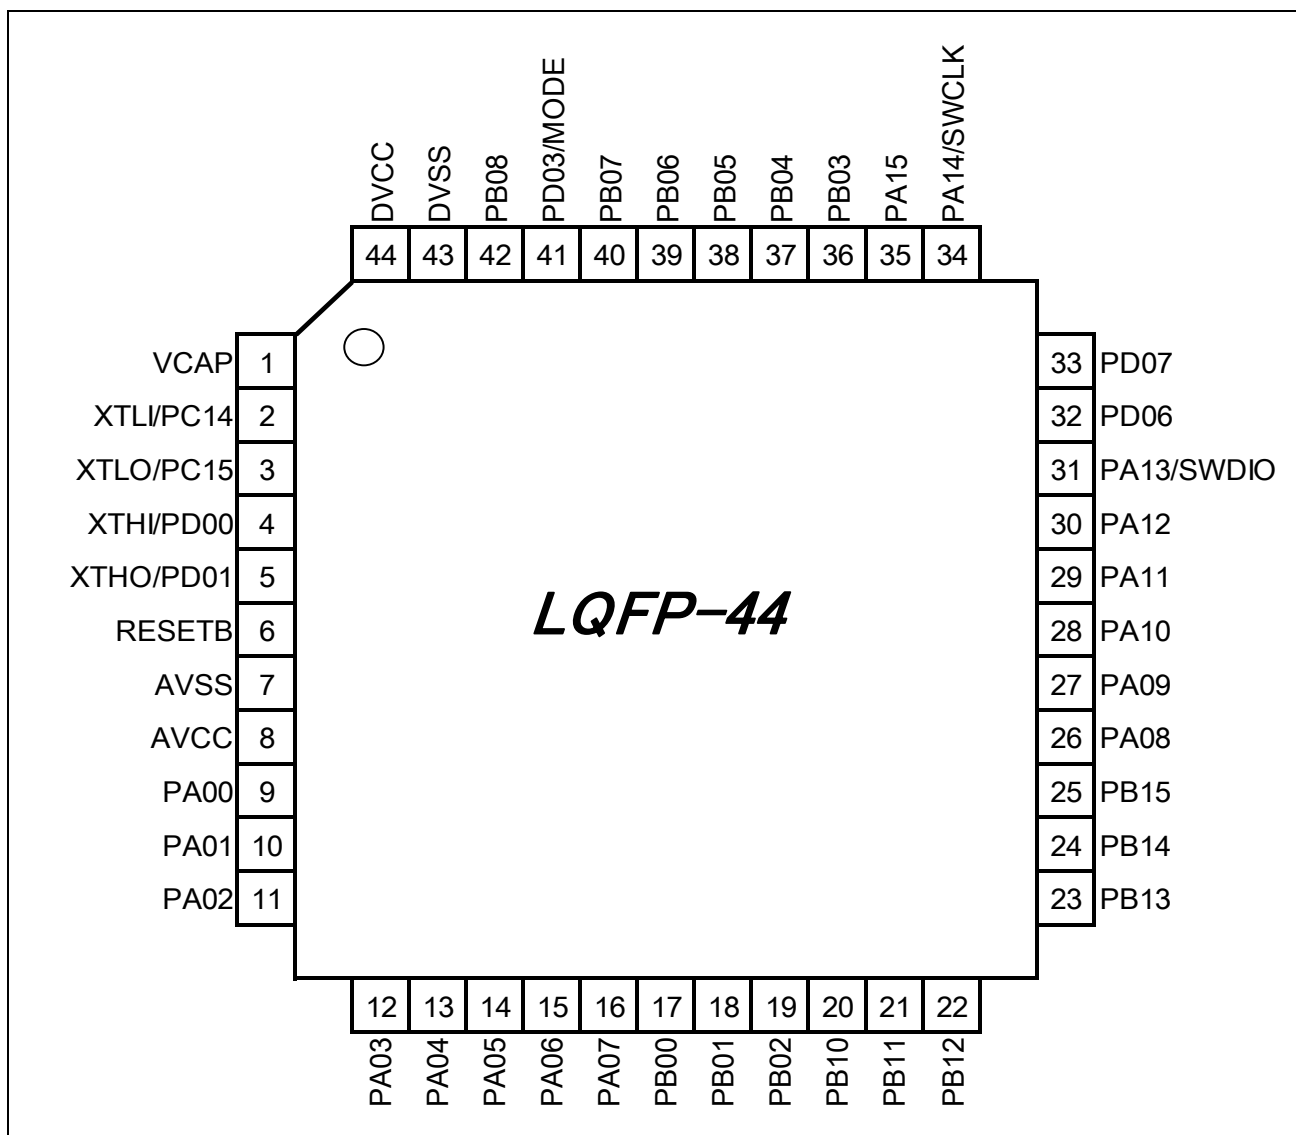 DVCC
DVSS
PB08
PD03/MODE
PB07
PB06
PB05
PB04
PB03
PA15
PA14/SWCLK
44 43 42 41 40 39 38 37 36 35 34
VCAP 1
XTLI/PC14 2
XTLO/PC15 3
XTHI/PD00 4
XTHO/PD01 5
RESETB 6
AVSS 7
AVCC 8
PA00 9
PA01 10
PA02 11
LQFP-44
33 PD07
32 PD06
31 PA13/SWDIO
30 PA12
29 PA11
28 PA10
27 PA09
26 PA08
25 PB15
24 PB14
23 PB13
12 13 14 15 16 17 18 19 20 21 22
PA03
PA04
PA05
PA06
PA07
PB00
PB01
PB02
PB10
PB11
PB12